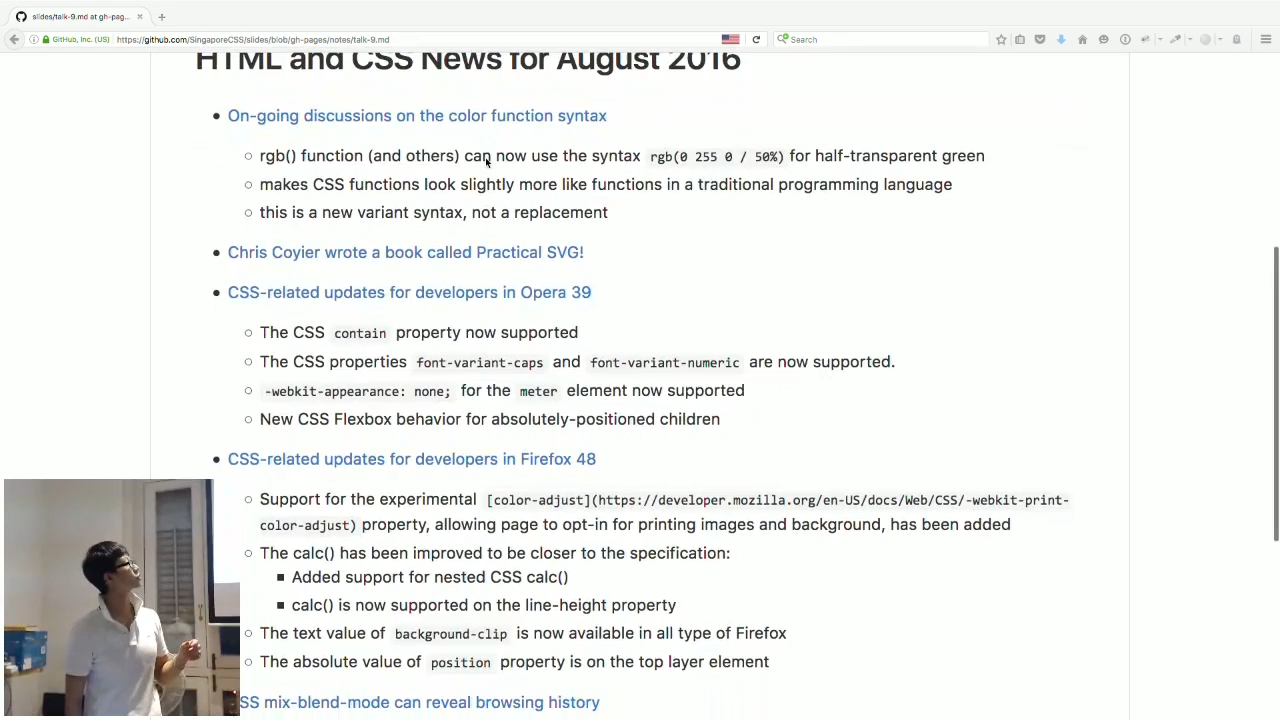 slides/talk-9.md at gh-pag...
GitHub, Inc. (US)
https://github.com/SingaporeCSS/slides/blob/gh-pages/notes/talk-9.md
Search
HTML and CSS News for August 2016
On-going discussions on the color function syntax
rgb() function (and others) can now use the syntax rgb(0 255 0 / 50%) for half-transparent green
makes CSS functions look slightly more like functions in a traditional programming language
this is a new variant syntax, not a replacement
Chris Coyier wrote a book called Practical SVG!
CSS-related updates for developers in Opera 39
The CSS contain property now supported
The CSS properties font-variant-caps and font-variant-numeric are now supported.
-webkit-appearance: none; for the meter element now supported
New CSS Flexbox behavior for absolutely-positioned children
CSS-related updates for developers in Firefox 48
Support for the experimental [color-adjust](https://developer.mozilla.org/en-US/docs/Web/CSS/-webkit-print-
color-adjust) property, allowing page to opt-in for printing images and background, has been added
The calc() has been improved to be closer to the specification:
Added support for nested CSS calc()
calc() is now supported on the line-height property
The text value of background-clip is now available in all type of Firefox
The absolute value of position property is on the top layer element
SS mix-blend-mode can reveal browsing history